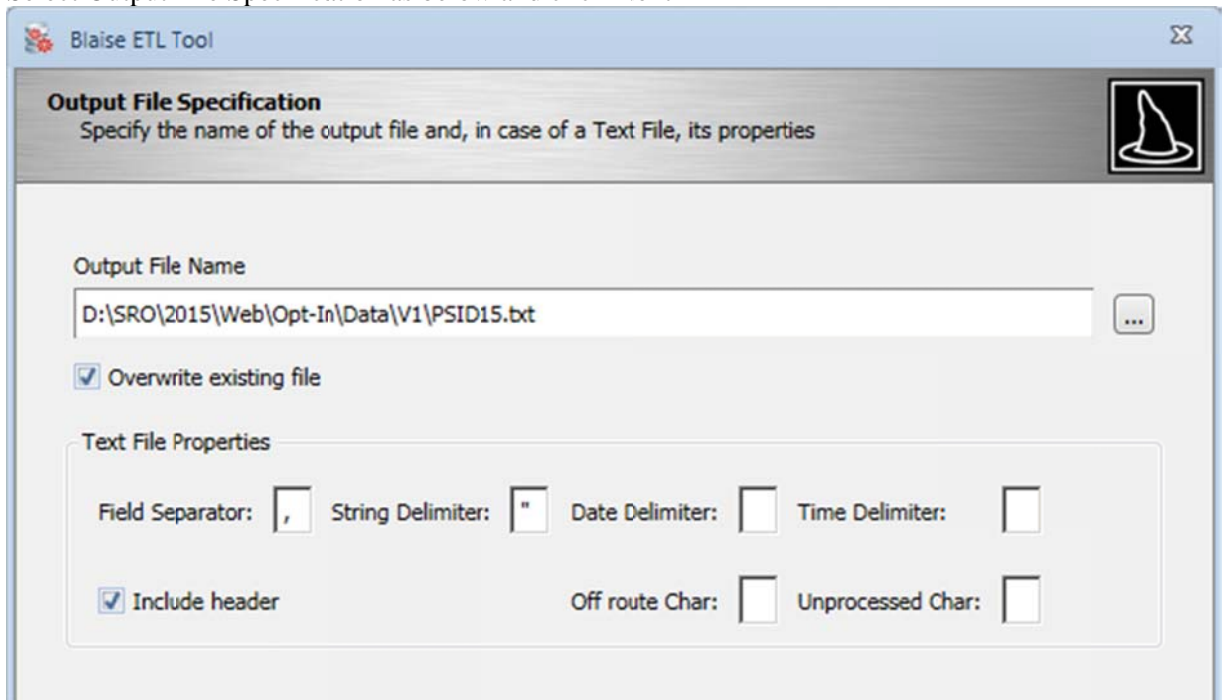 Blaise ETL Tool
Output File Specification
Specify the name of the output file and, in case of a Text File, its properties
Output File Name
D:\SRO\2015\Web\Opt-In\Data\V1\PSID15.txt ...
Overwrite existing file
Text File Properties
Field Separator: , String Delimiter: " Date Delimiter: Time Delimiter:
Include header Off route Char: Unprocessed Char: